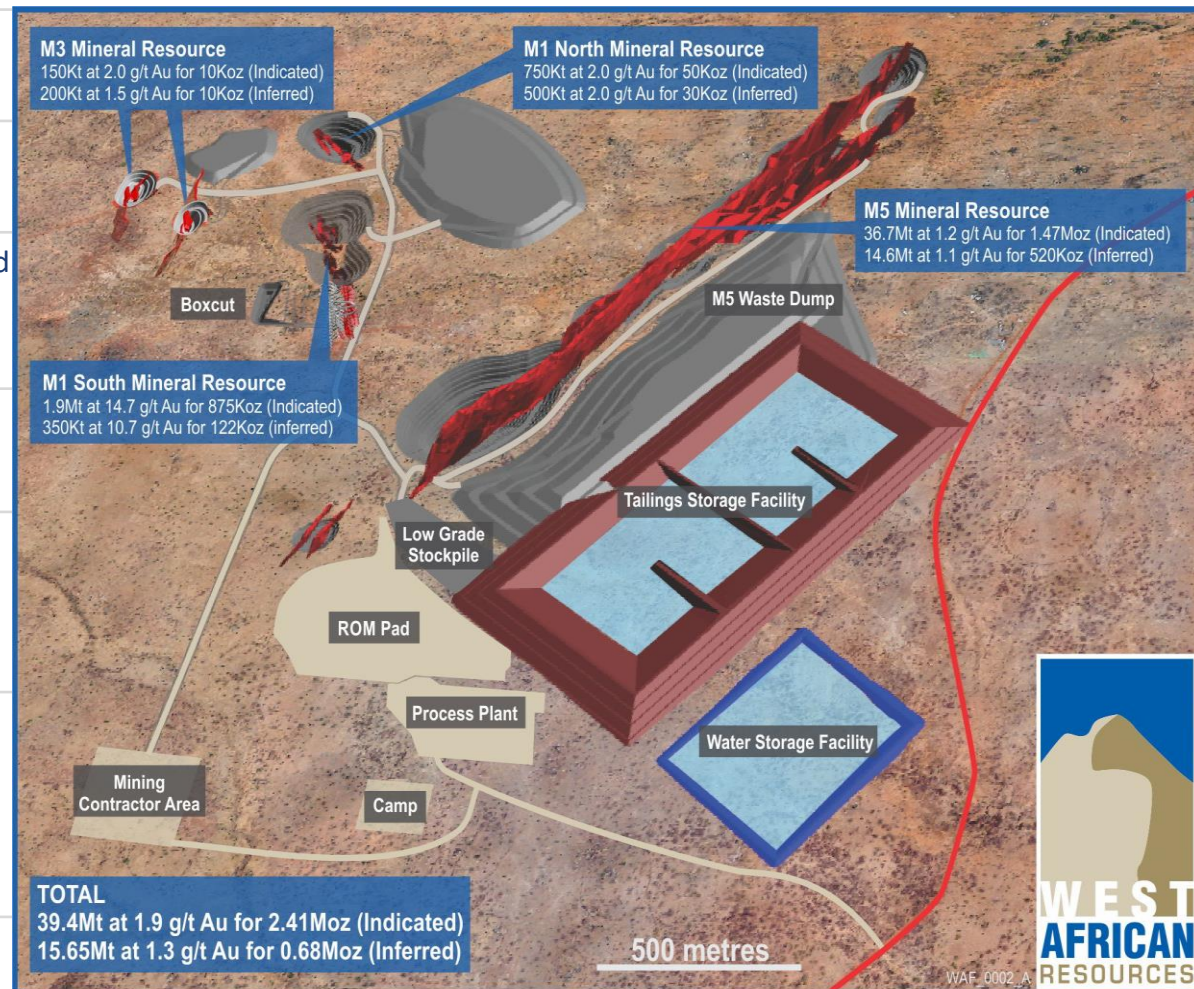 M3 Mineral Resource
150Kt at 2.0 g/t Au for 10Koz (Indicated)
200Kt at 1.5 g/t Au for 10Koz (Inferred)
M1 North Mineral Resource
750Kt at 2.0 g/t Au for 50Koz (Indicated)
500Kt at 2.0 g/t Au for 30Koz (Inferred)
M5 Mineral Resource
36.7Mt at 1.2 g/t Au for 1.47Moz (Indicated)
14.6Mt at 1.1 g/t Au for 520Koz (Inferred)
d
Boxcut
M5 Waste Dump
M1 South Mineral Resource
1.9Mt at 14.7 g/t Au for 875Koz (Indicated)
350Kt at 10.7 g/t Au for 122Koz (inferred)
Tailings Storage Facility
Low Grade
Stockpile
ROM Pad
Process Plant
Water Storage Facility
Mining
Contractor Area
Camp
TOTAL
39.4Mt at 1.9 g/t Au for 2.41Moz (Indicated)
15.65Mt at 1.3 g/t Au for 0.68Moz (Inferred)
500 metres
WAF_0002_A
WEST
AFRICAN
RESOURCES